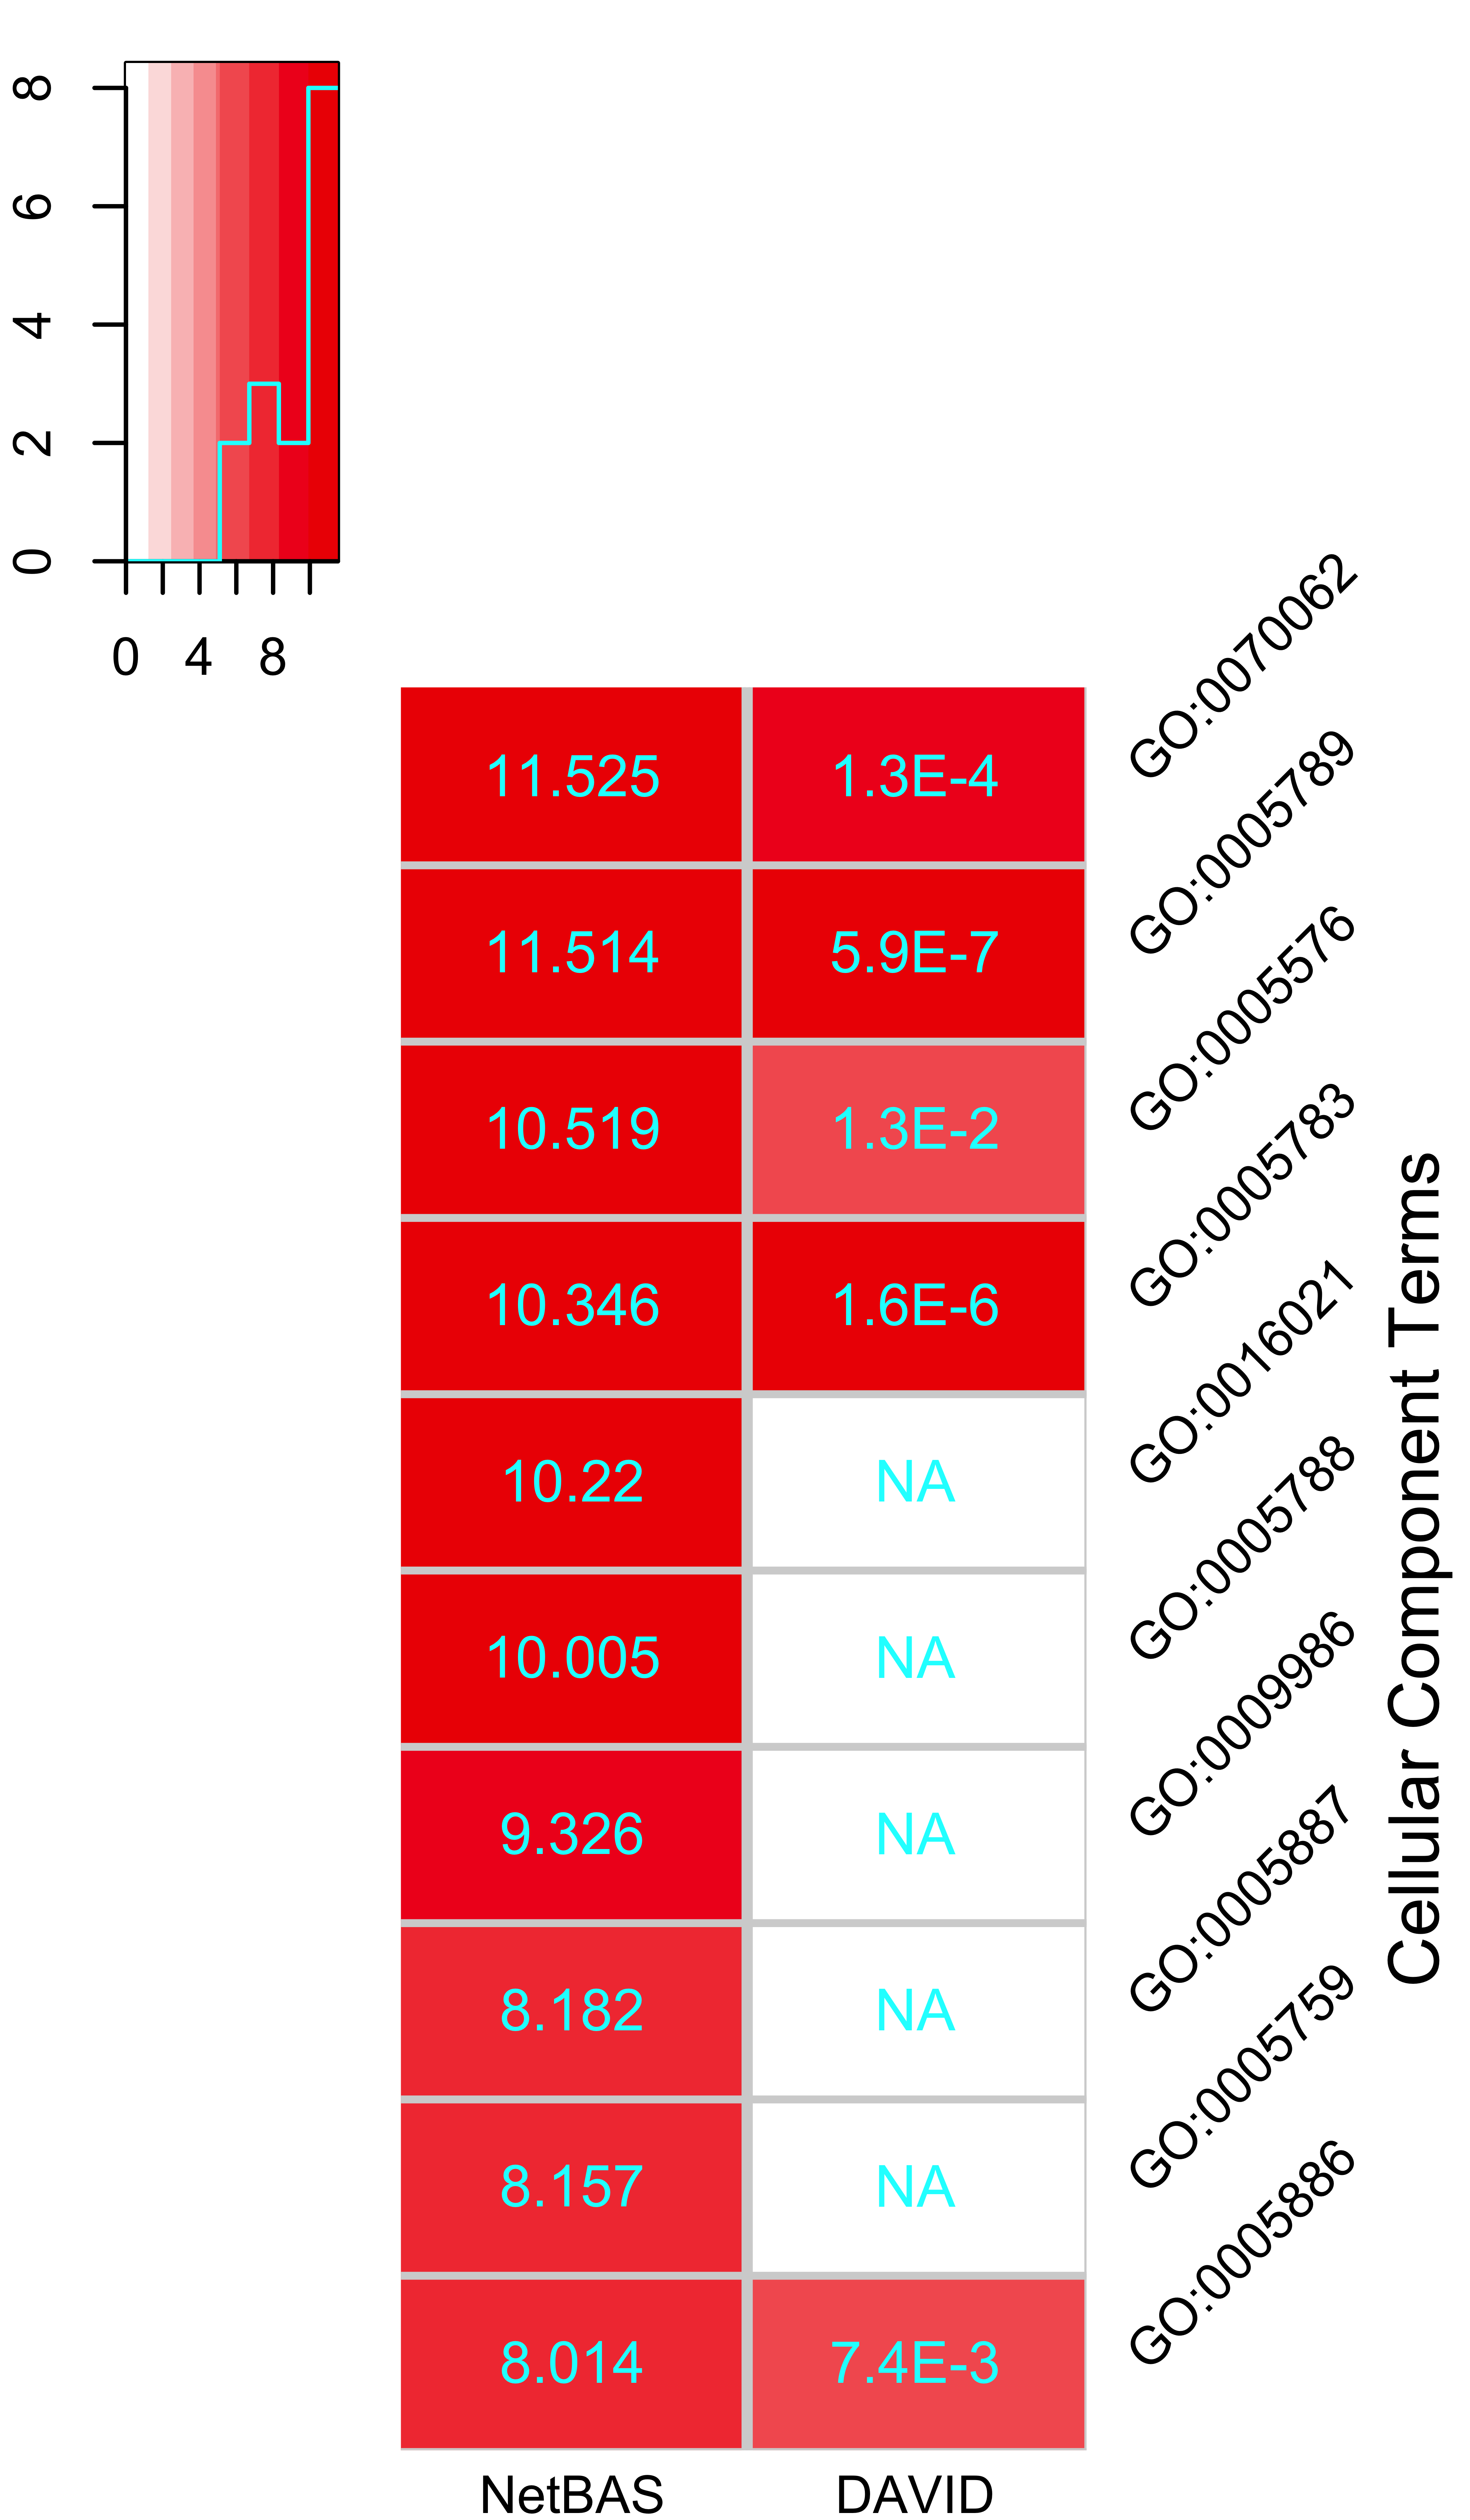 8
6
4
2
0
0 4 8
11.525 1.3E-4 GO:0070062
11.514 5.9E-7 GO:0005789
10.519 1.3E-2 GO:0005576
10.346 1.6E-6 GO:0005783
10.22 NA GO:0016021
10.005 NA GO:0005788
9.326 NA GO:0009986
8.182 NA GO:0005887
8.157 NA GO:0005759
8.014 7.4E-3 GO:0005886
NetBAS DAVID
Cellular Component Terms